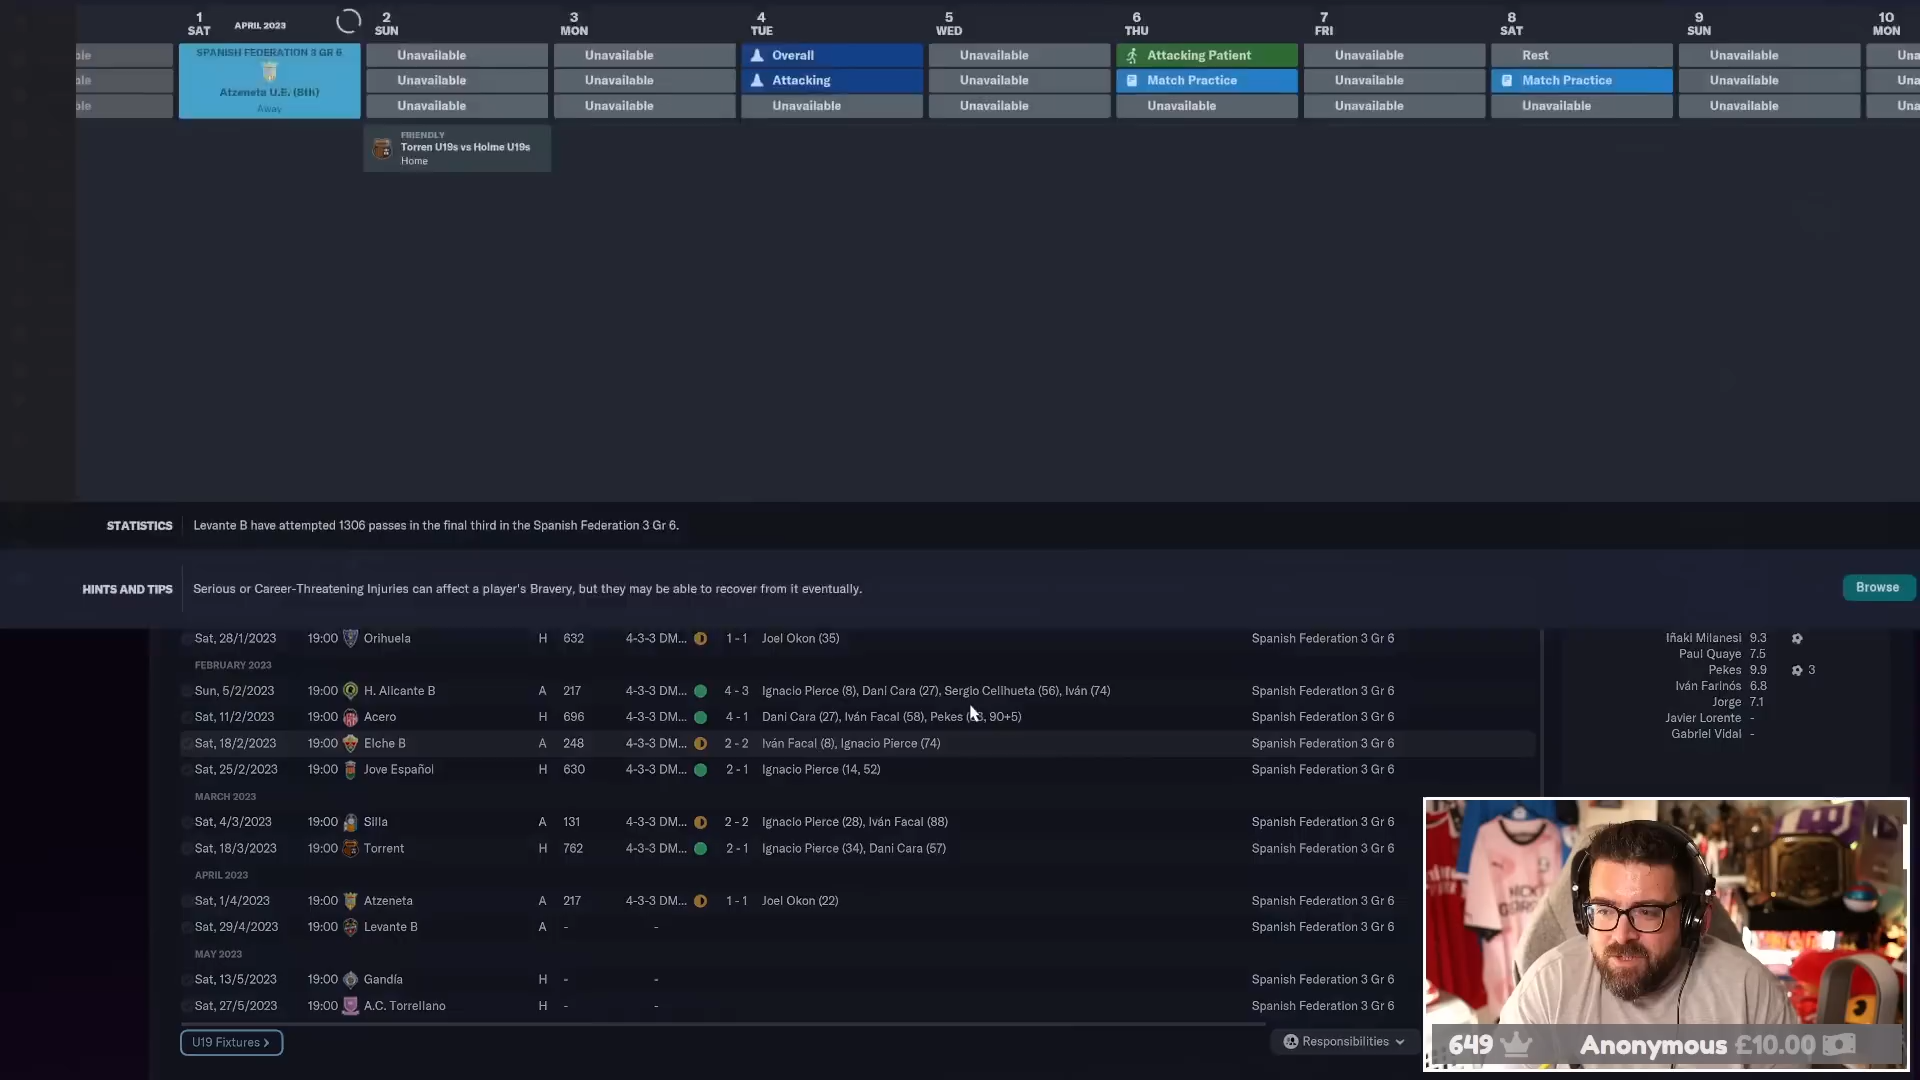 1 SAT APRIL 2023 2 SUN 3 MON 4 TUE 5 WED 6 THU 7 FRI 8 SAT 9 SUN 10 MON
ble SPANISH FEDERATION 3 GR 6 Unavailable Unavailable Overall Unavailable Attacking Patient Unavailable Rest Unavailable Una
ble Atzeneta U.E. (8th) Unavailable Unavailable Attacking Unavailable Match Practice Unavailable Match Practice Unavailable Una
ble Away Unavailable Unavailable Unavailable Unavailable Unavailable Unavailable Unavailable Unavailable Una
FRIENDLY
Torren U19s vs Holme U19s
Home
STATISTICS Levante B have attempted 1306 passes in the final third in the Spanish Federation 3 Gr 6.
HINTS AND TIPS Serious or Career-Threatening Injuries can affect a player's Bravery, but they may be able to recover from it eventually. Browse
Sat, 28/1/2023 19:00 Orihuela H 632 4-3-3 DM... 1 - 1 Joel Okon (35) Spanish Federation 3 Gr 6
FEBRUARY 2023
Sun, 5/2/2023 19:00 H. Alicante B A 217 4-3-3 DM... 4 - 3 Ignacio Pierce (8), Dani Cara (27), Sergio Cellhueta (56), Iván (74) Spanish Federation 3 Gr 6
Sat, 11/2/2023 19:00 Acero H 696 4-3-3 DM... 4 - 1 Dani Cara (27), Iván Facal (58), Pekes 90+5) Spanish Federation 3 Gr 6
Sat, 18/2/2023 19:00 Elche B A 248 4-3-3 DM... 2 - 2 Iván Facal (8), Ignacio Pierce (74) Spanish Federation 3 Gr 6
Sat, 25/2/2023 19:00 Jove Español H 630 4-3-3 DM... 2 - 1 Ignacio Pierce (14, 52) Spanish Federation 3 Gr 6
MARCH 2023
Sat, 4/3/2023 19:00 Silla A 131 4-3-3 DM... 2 - 2 Ignacio Pierce (28), Iván Facal (88) Spanish Federation 3 Gr 6
Sat, 18/3/2023 19:00 Torrent H 762 4-3-3 DM... 2 - 1 Ignacio Pierce (34), Dani Cara (57) Spanish Federation 3 Gr 6
APRIL 2023
Sat, 1/4/2023 19:00 Atzeneta A 217 4-3-3 DM... 1 - 1 Joel Okon (22) Spanish Federation 3 Gr 6
Sat, 29/4/2023 19:00 Levante B A - - Spanish Federation 3 Gr 6
MAY 2023
Sat, 13/5/2023 19:00 Gandía H - - Spanish Federation 3 Gr 6
Sat, 27/5/2023 19:00 A.C. Torrellano H - - Spanish Federation 3 Gr 6
U19 Fixtures > Responsibilities
Iñaki Milanesi 9.3
Paul Quaye 7.5
Pekes 9.9 3
Iván Farinós 6.8
Jorge 7.1
Javier Lorente -
Gabriel Vidal -
649 Anonymous £10.00